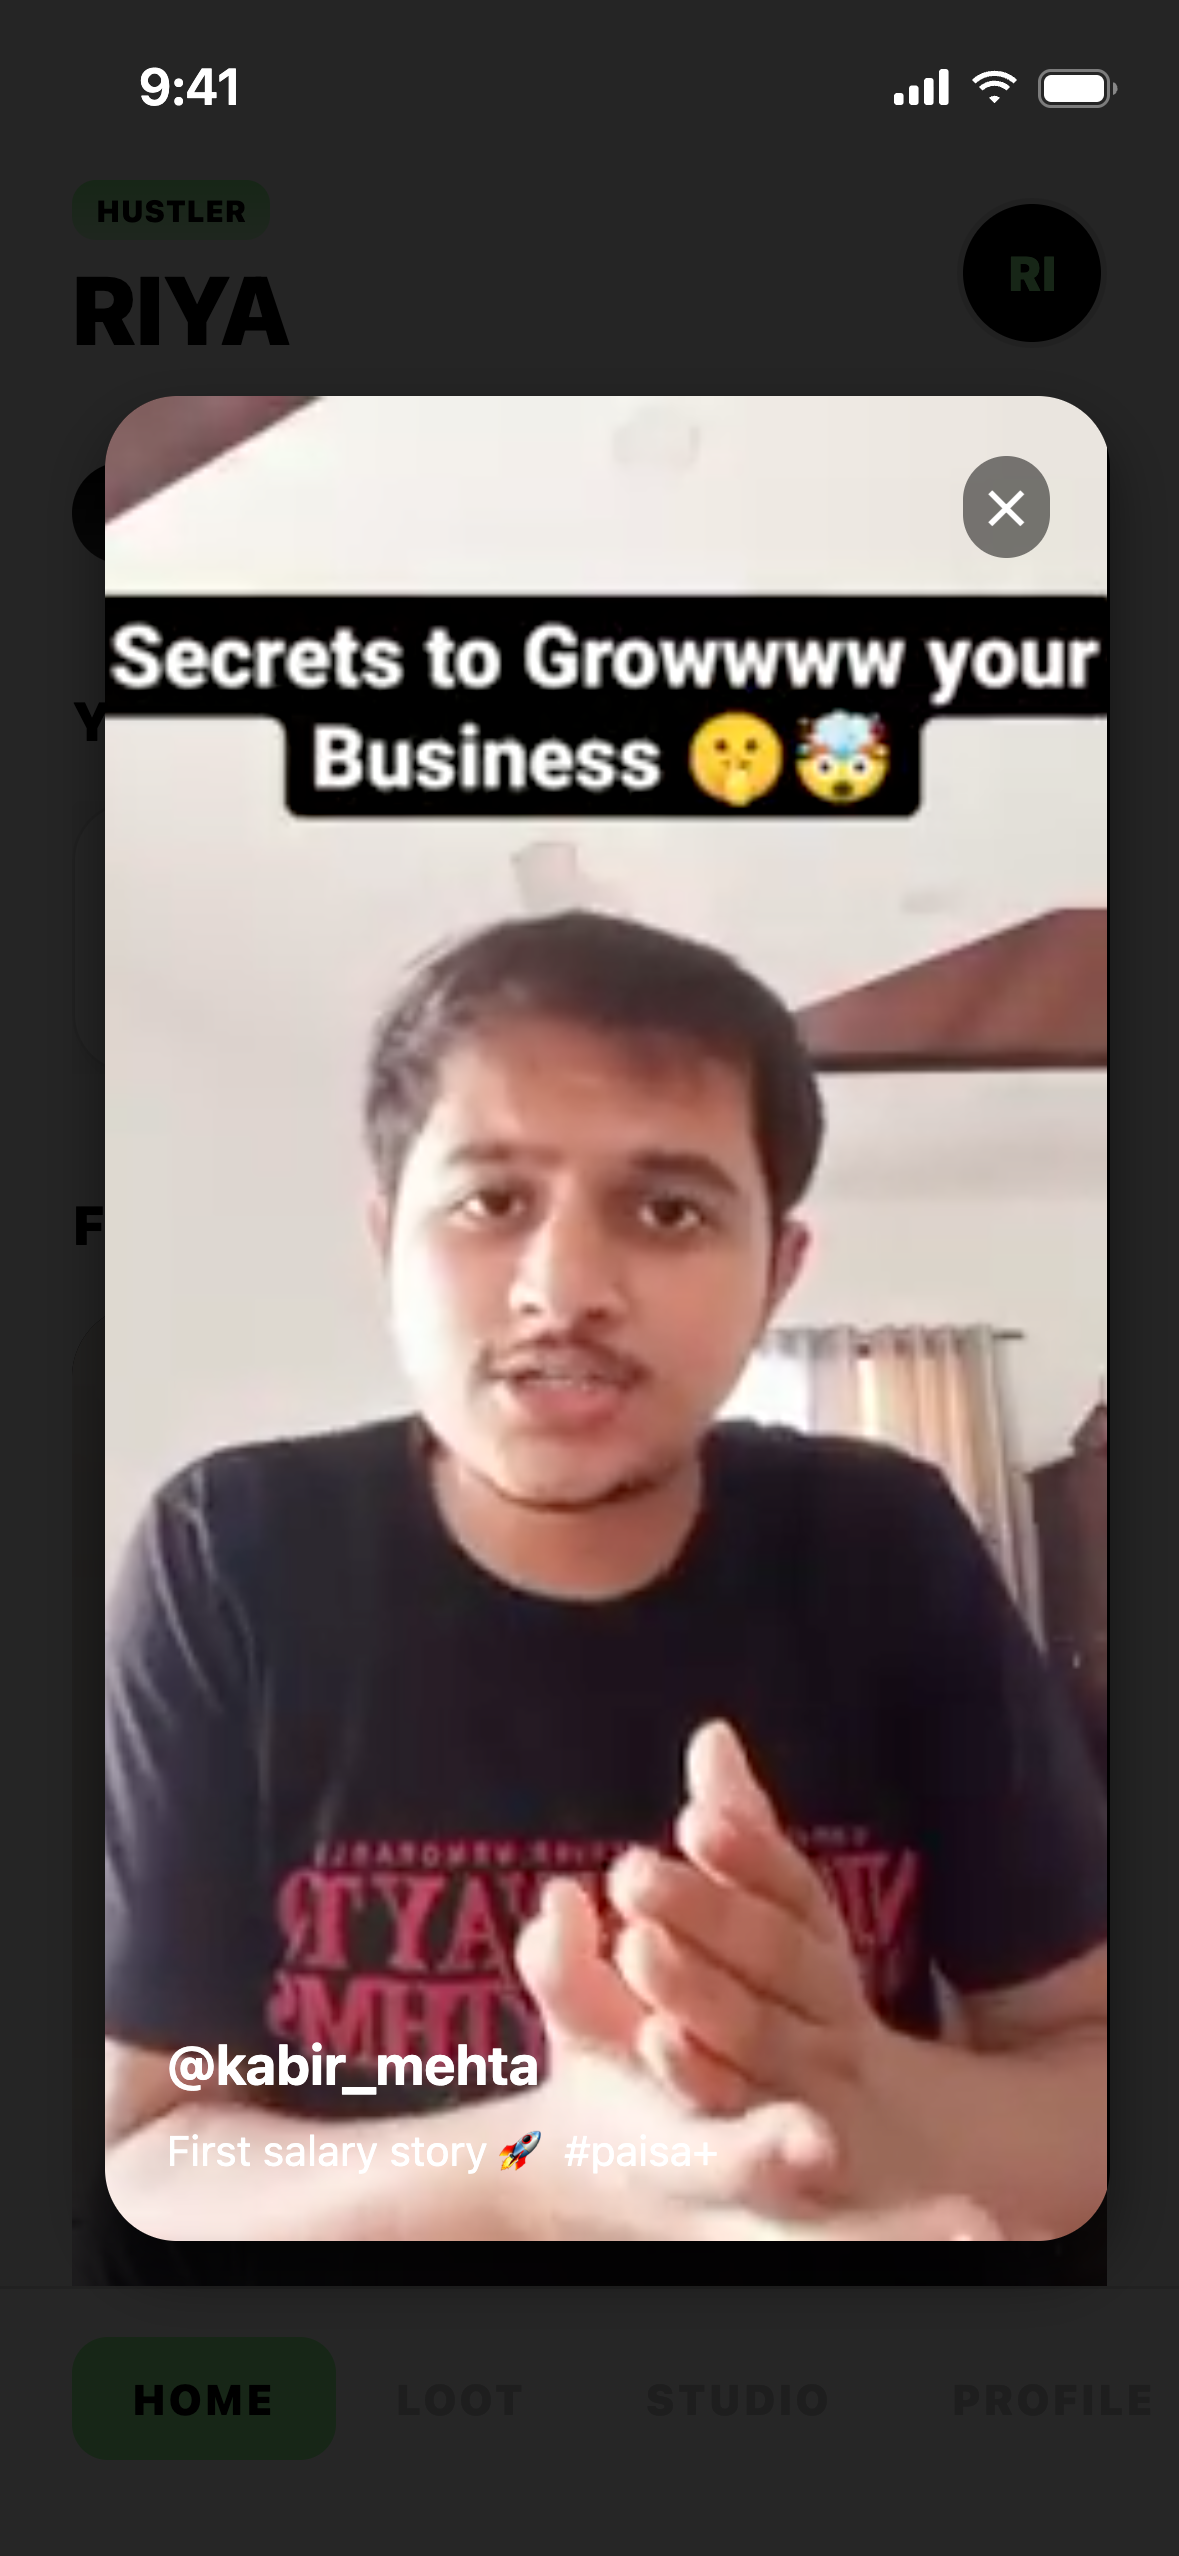 9:41
HUSTLER
RIYA
RI
Secrets to Growwww your
Business 🤫🤯
@kabir_mehta
First salary story 🚀 #paisa+
HOME
LOOT
STUDIO
PROFILE